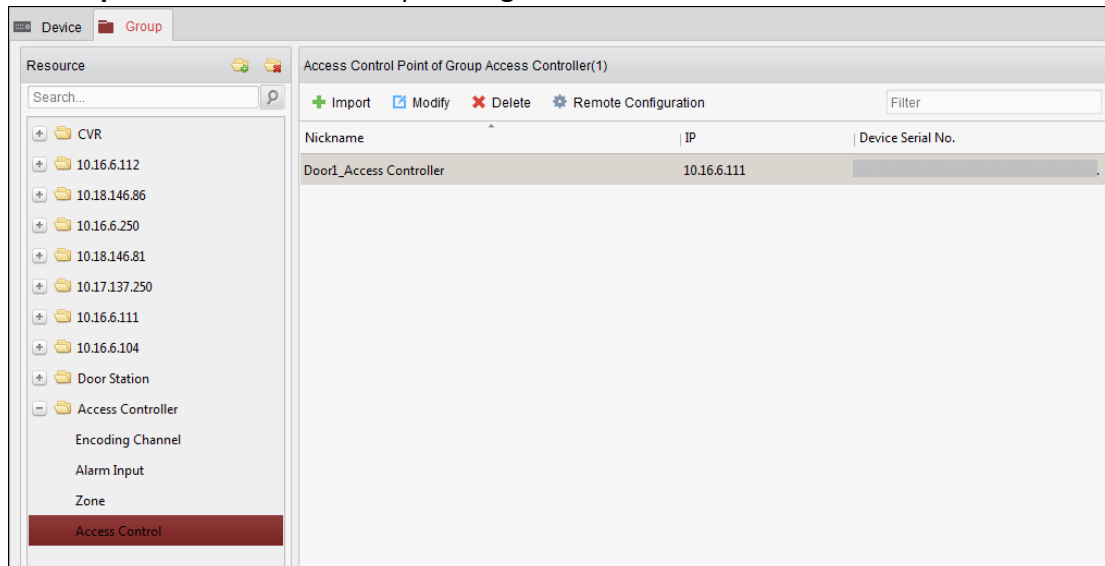 Device Group
Resource
Search...
CVR
10.16.6.112
10.18.146.86
10.16.6.250
10.18.146.81
10.17.137.250
10.16.6.111
10.16.6.104
Door Station
Access Controller
Encoding Channel
Alarm Input
Zone
Access Control
Access Control Point of Group Access Controller(1)
Import Modify Delete Remote Configuration Filter
Nickname IP Device Serial No.
Door1_Access Controller 10.16.6.111 .